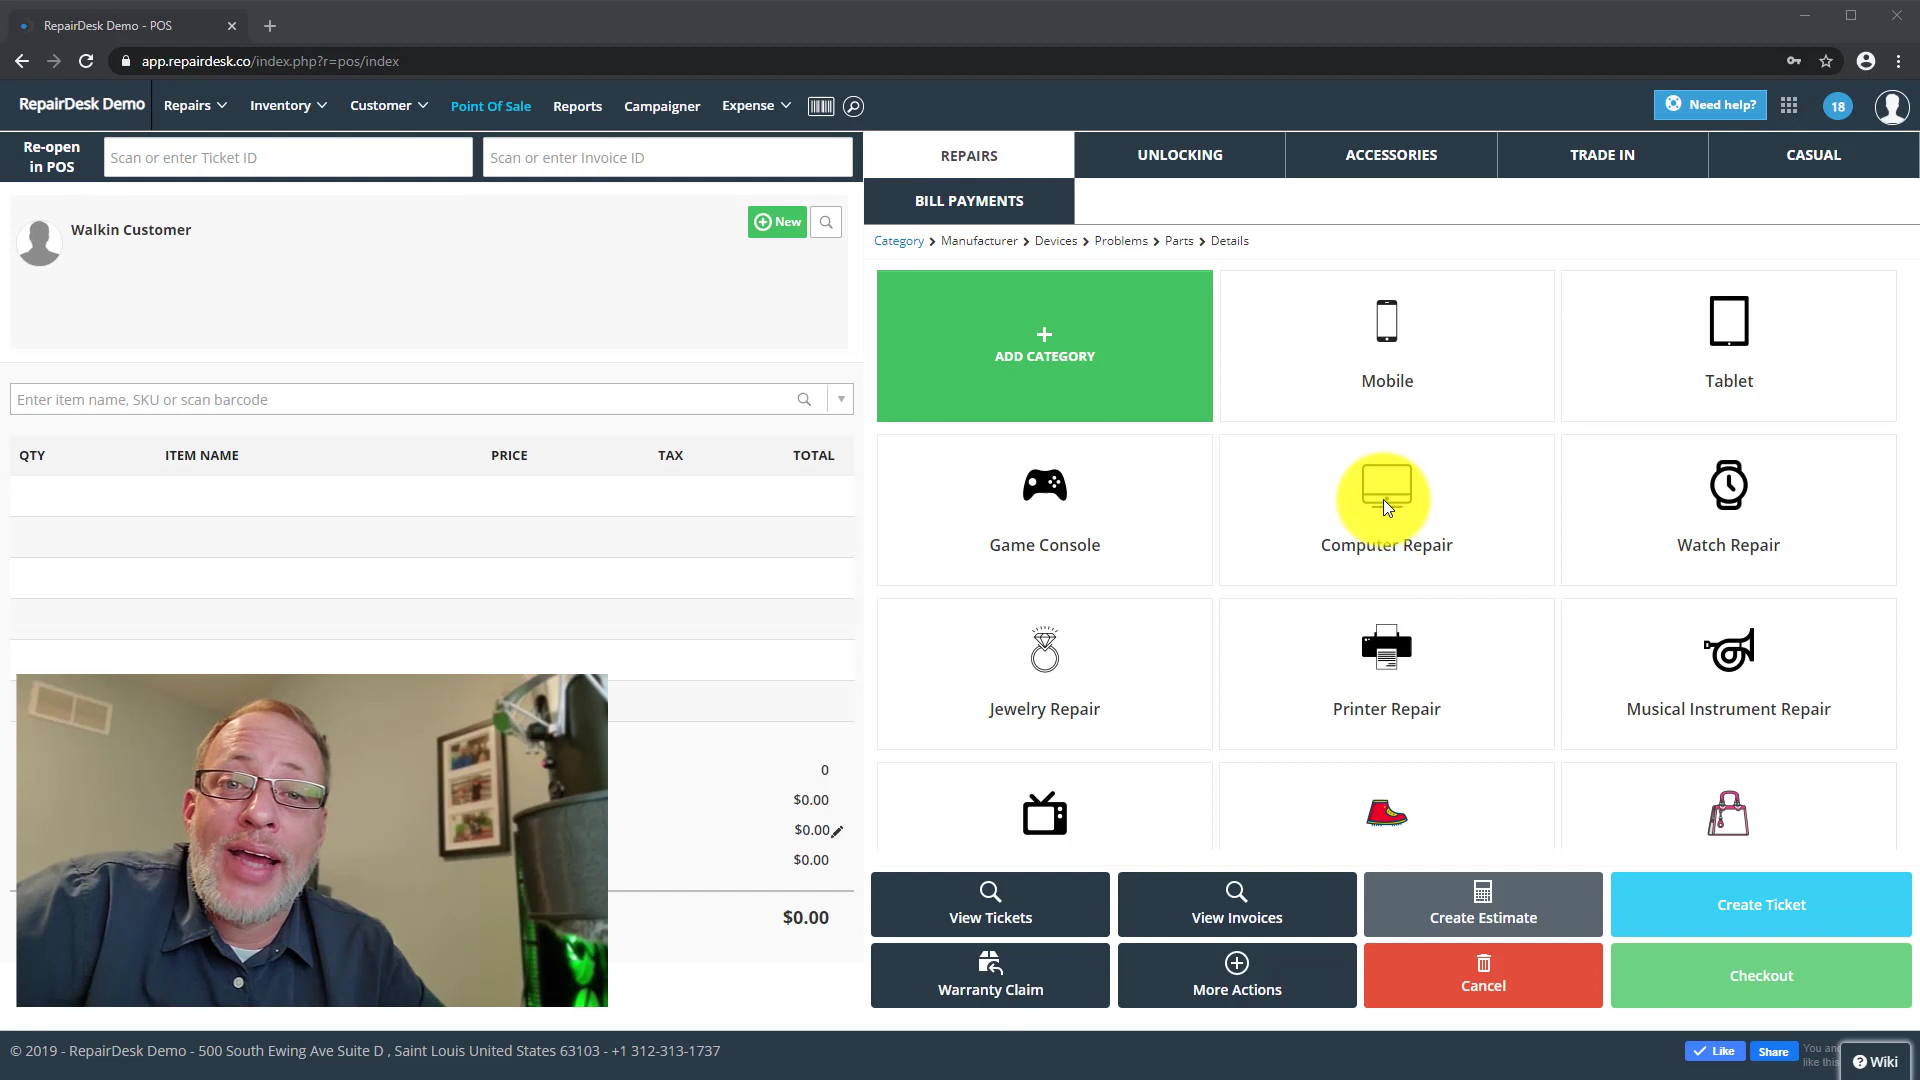 RepairDesk Demo - POS
app.repairdesk.co/index.php?r=pos/index
RepairDesk Demo
Repairs
Inventory
Customer
Point Of Sale
Reports
Campaigner
Expense
Need help?
18
Re-open
in POS
Scan or enter Ticket ID
Scan or enter Invoice ID
REPAIRS
UNLOCKING
ACCESSORIES
TRADE IN
CASUAL
BILL PAYMENTS
Walkin Customer
New
Category
Manufacturer
Devices
Problems
Parts
Details
ADD CATEGORY
Mobile
Tablet
Enter item name, SKU or scan barcode
QTY
ITEM NAME
PRICE
TAX
TOTAL
Game Console
Computer Repair
Watch Repair
Jewelry Repair
Printer Repair
Musical Instrument Repair
0
$0.00
$0.00
$0.00
$0.00
View Tickets
View Invoices
Create Estimate
Create Ticket
Warranty Claim
More Actions
Cancel
Checkout
© 2019 - RepairDesk Demo - 500 South Ewing Ave Suite D , Saint Louis United States 63103 - +1 312-313-1737
Like
Share
You and
like this
Wiki